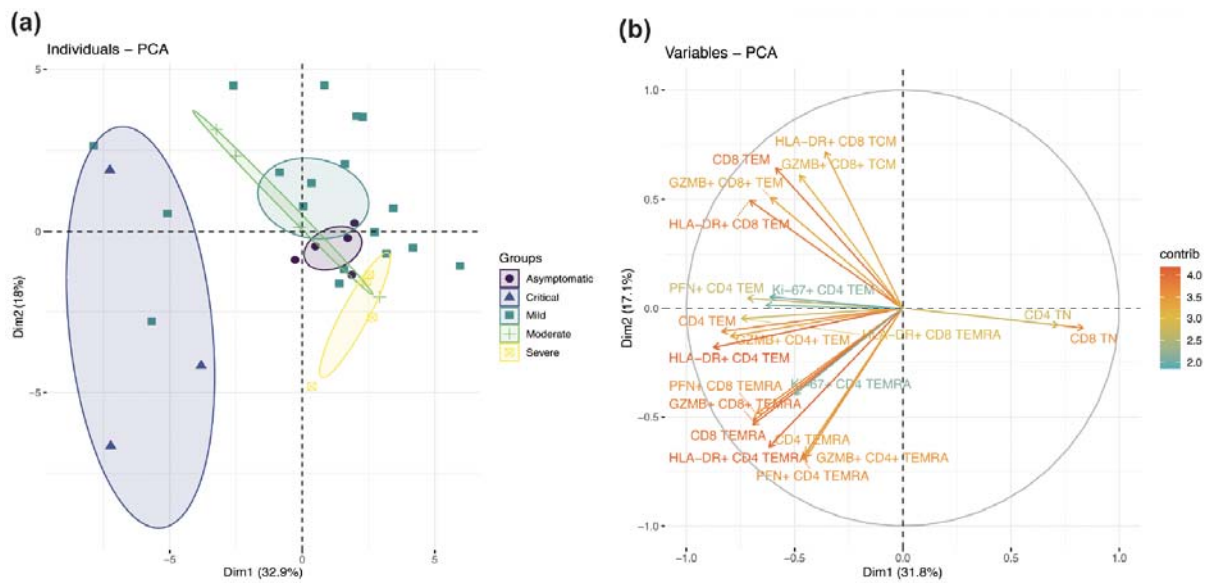 (a)
Individuals − PCA
5
0
−5
−5
0
5
Dim2 (18%)
Dim1 (32.9%)
Groups
Asymptomatic
Critical
Mild
Moderate
Severe
(b)
Variables − PCA
1.0
0.5
0.0
−0.5
−1.0
−1.0
−0.5
0.0
0.5
1.0
Dim2 (17.1%)
Dim1 (31.8%)
HLA−DR+ CD8 TCM
CD8 TEM
GZMB+ CD8+ TCM
GZMB+ CD8+ TEM
HLA−DR+ CD8 TEM
PFN+ CD4 TEM
Ki−67+ CD4 TEM
CD4 TN
CD4 TEM
GZMB+ CD4+ TEM
HLA−DR+ CD8 TEMRA
CD8 TN
HLA−DR+ CD4 TEM
PFN+ CD8 TEMRA
Ki−67+ CD4 TEMRA
GZMB+ CD8+ TEMRA
CD8 TEMRA
CD4 TEMRA
HLA−DR+ CD4 TEMRA
GZMB+ CD4+ TEMRA
PFN+ CD4 TEMRA
contrib
4.0
3.5
3.0
2.5
2.0